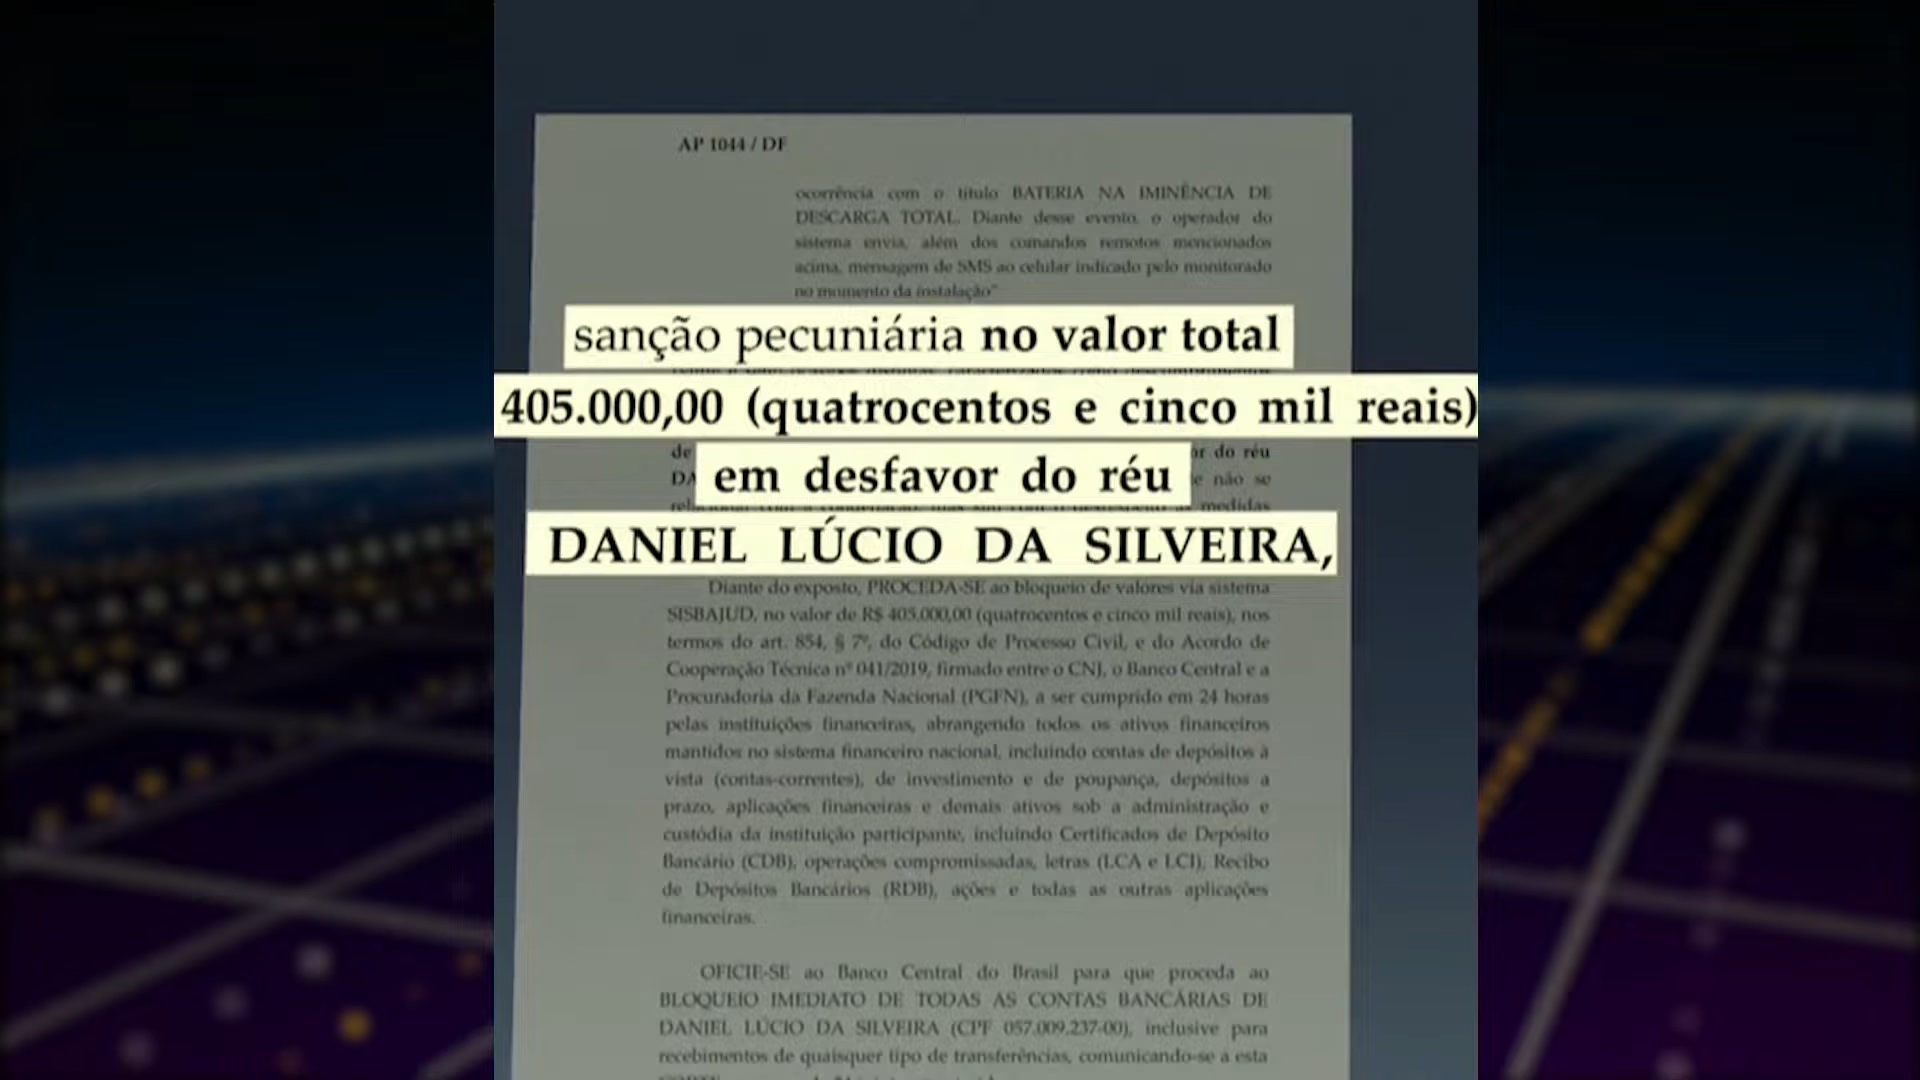 AP 1044 / DF
ocorrência com o título BATERIA NA IMINÊNCIA DE
DESCARGA TOTAL. Diante desse evento, o operador do
sistema envia, além dos comandos remotos mencionados
acima, mensagem de SMS ao celular indicado pelo monitorado
no momento da instalação"
sanção pecuniária no valor total
405.000,00 (quatrocentos e cinco mil reais)
em desfavor do réu
DANIEL LÚCIO DA SILVEIRA,
de
do réu
não se
medidas
Diante do exposto, PROCEDA-SE ao bloqueio de valores via sistema
SISBAJUD, no valor de R$ 405.000,00 (quatrocentos e cinco mil reais), nos
termos do art. 854, § 7º, do Código de Processo Civil, e do Acordo de
Cooperação Técnica nº 041/2019, firmado entre o CNJ, o Banco Central e a
Procuradoria da Fazenda Nacional (PGFN), a ser cumprido em 24 horas
pelas instituições financeiras, abrangendo todos os ativos financeiros
mantidos no sistema financeiro nacional, incluindo contas de depósitos à
vista (contas-correntes), de investimento e de poupança, depósitos a
prazo, aplicações financeiras e demais ativos sob a administração e
custódia da instituição participante, incluindo Certificados de Depósito
Bancário (CDB), operações compromissadas, letras (LCA e LCI), Recibo
de Depósitos Bancários (RDB), ações e todas as outras aplicações
financeiras.
OFICIE-SE ao Banco Central do Brasil para que proceda ao
BLOQUEIO IMEDIATO DE TODAS AS CONTAS BANCÁRIAS DE
DANIEL LÚCIO DA SILVEIRA (CPF 057.009.237-00), inclusive para
recebimentos de quaisquer tipo de transferências, comunicando-se a esta